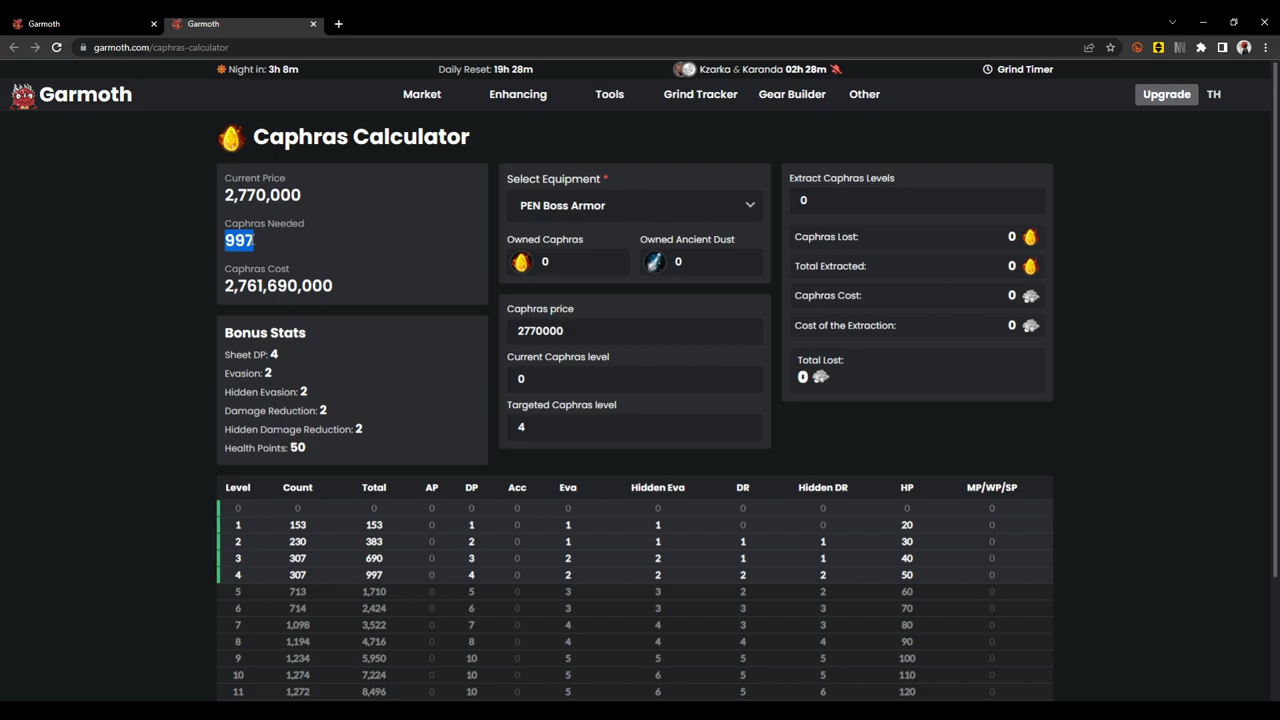 Garmoth
Garmoth
garmoth.com/caphras-calculator
Night in: 3h 8m
Daily Reset: 19h 28m
Kzarka & Karanda 02h 28m
Grind Timer
Garmoth
Market
Enhancing
Tools
Grind Tracker
Gear Builder
Other
Upgrade
TH
Caphras Calculator
Current Price
2,770,000
Caphras Needed
997
Caphras Cost
2,761,690,000
Bonus Stats
Sheet DP: 4
Evasion: 2
Hidden Evasion: 2
Damage Reduction: 2
Hidden Damage Reduction: 2
Health Points: 50
Select Equipment *
PEN Boss Armor
Owned Caphras
0
Owned Ancient Dust
0
Caphras price
2770000
Current Caphras level
0
Targeted Caphras level
4
Extract Caphras Levels
0
Caphras Lost: 0
Total Extracted: 0
Caphras Cost: 0
Cost of the Extraction: 0
Total Lost:
0
Level Count Total AP DP Acc Eva Hidden Eva DR Hidden DR HP MP/WP/SP
0 0 0 0 0 0 0 0 0 0 0 0
1 153 153 0 1 0 1 1 0 0 20 0
2 230 383 0 2 0 1 1 1 1 30 0
3 307 690 0 3 0 2 2 1 1 40 0
4 307 997 0 4 0 2 2 2 2 50 0
5 713 1,710 0 5 0 3 3 2 2 60 0
6 714 2,424 0 6 0 3 3 3 3 70 0
7 1,098 3,522 0 7 0 4 4 3 3 80 0
8 1,194 4,716 0 8 0 4 4 4 4 90 0
9 1,234 5,950 0 10 0 5 5 5 5 100 0
10 1,274 7,224 0 10 0 5 6 5 5 110 0
11 1,272 8,496 0 10 0 5 6 5 6 120 0